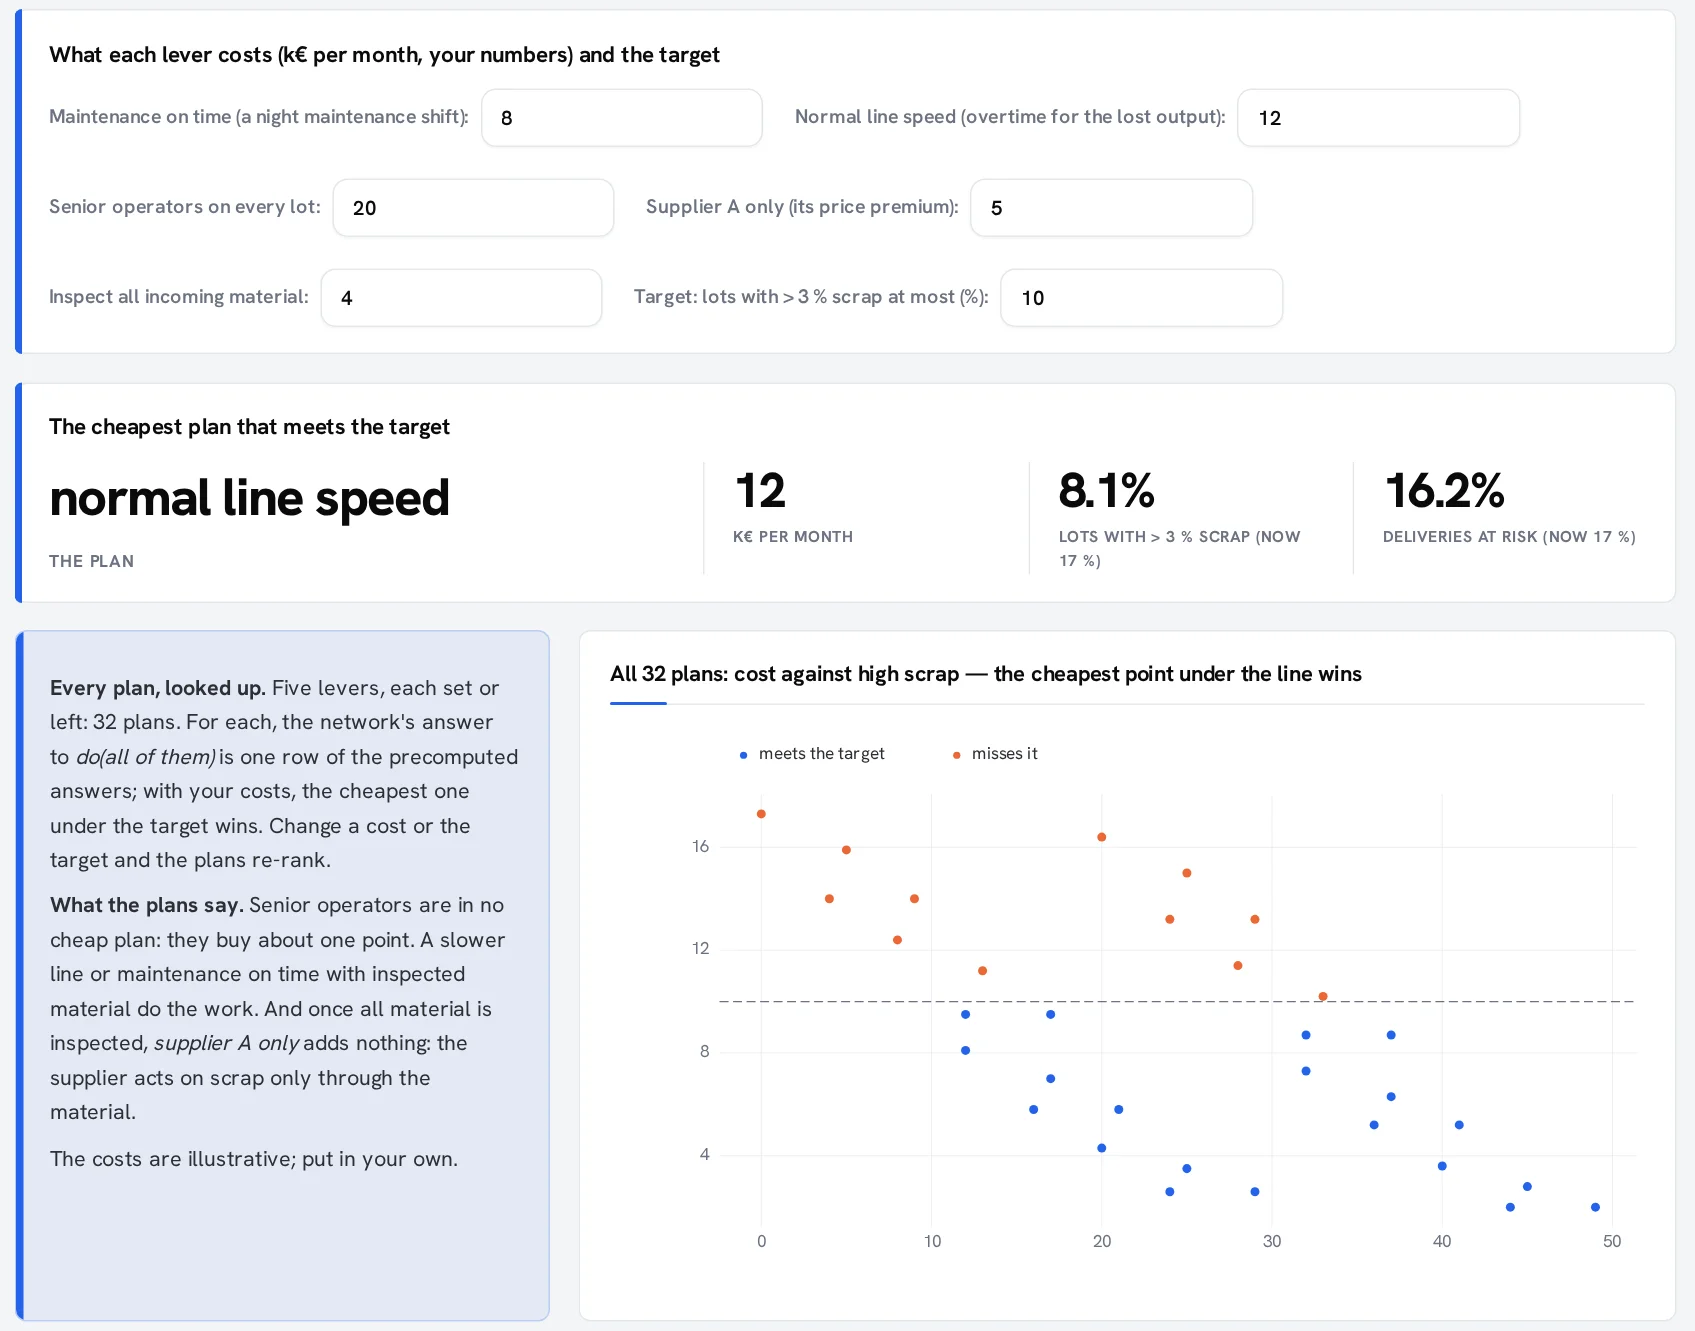 What each lever costs (k€ per month, your numbers) and the target
Maintenance on time (a night maintenance shift): 8 Normal line speed (overtime for the lost output): 12
Senior operators on every lot: 20 Supplier A only (its price premium): 5
Inspect all incoming material: 4 Target: lots with > 3 % scrap at most (%): 10
The cheapest plan that meets the target
normal line speed
THE PLAN
12
K€ PER MONTH
8.1%
LOTS WITH > 3 % SCRAP (NOW
17 %)
16.2%
DELIVERIES AT RISK (NOW 17 %)
Every plan, looked up. Five levers, each set or
left: 32 plans. For each, the network's answer
to do(all of them) is one row of the precomputed
answers; with your costs, the cheapest one
under the target wins. Change a cost or the
target and the plans re-rank.
What the plans say. Senior operators are in no
cheap plan: they buy about one point. A slower
line or maintenance on time with inspected
material do the work. And once all material is
inspected, supplier A only adds nothing: the
supplier acts on scrap only through the
material.
The costs are illustrative; put in your own.
All 32 plans: cost against high scrap — the cheapest point under the line wins
meets the target misses it
16
12
8
4
0 10 20 30 40 50